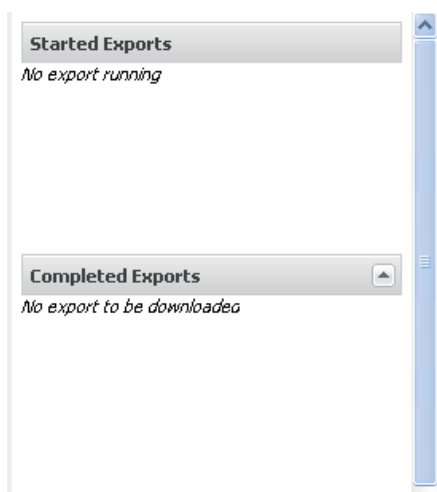 Started Exports
No export running
Completed Exports
No export to be downloaded